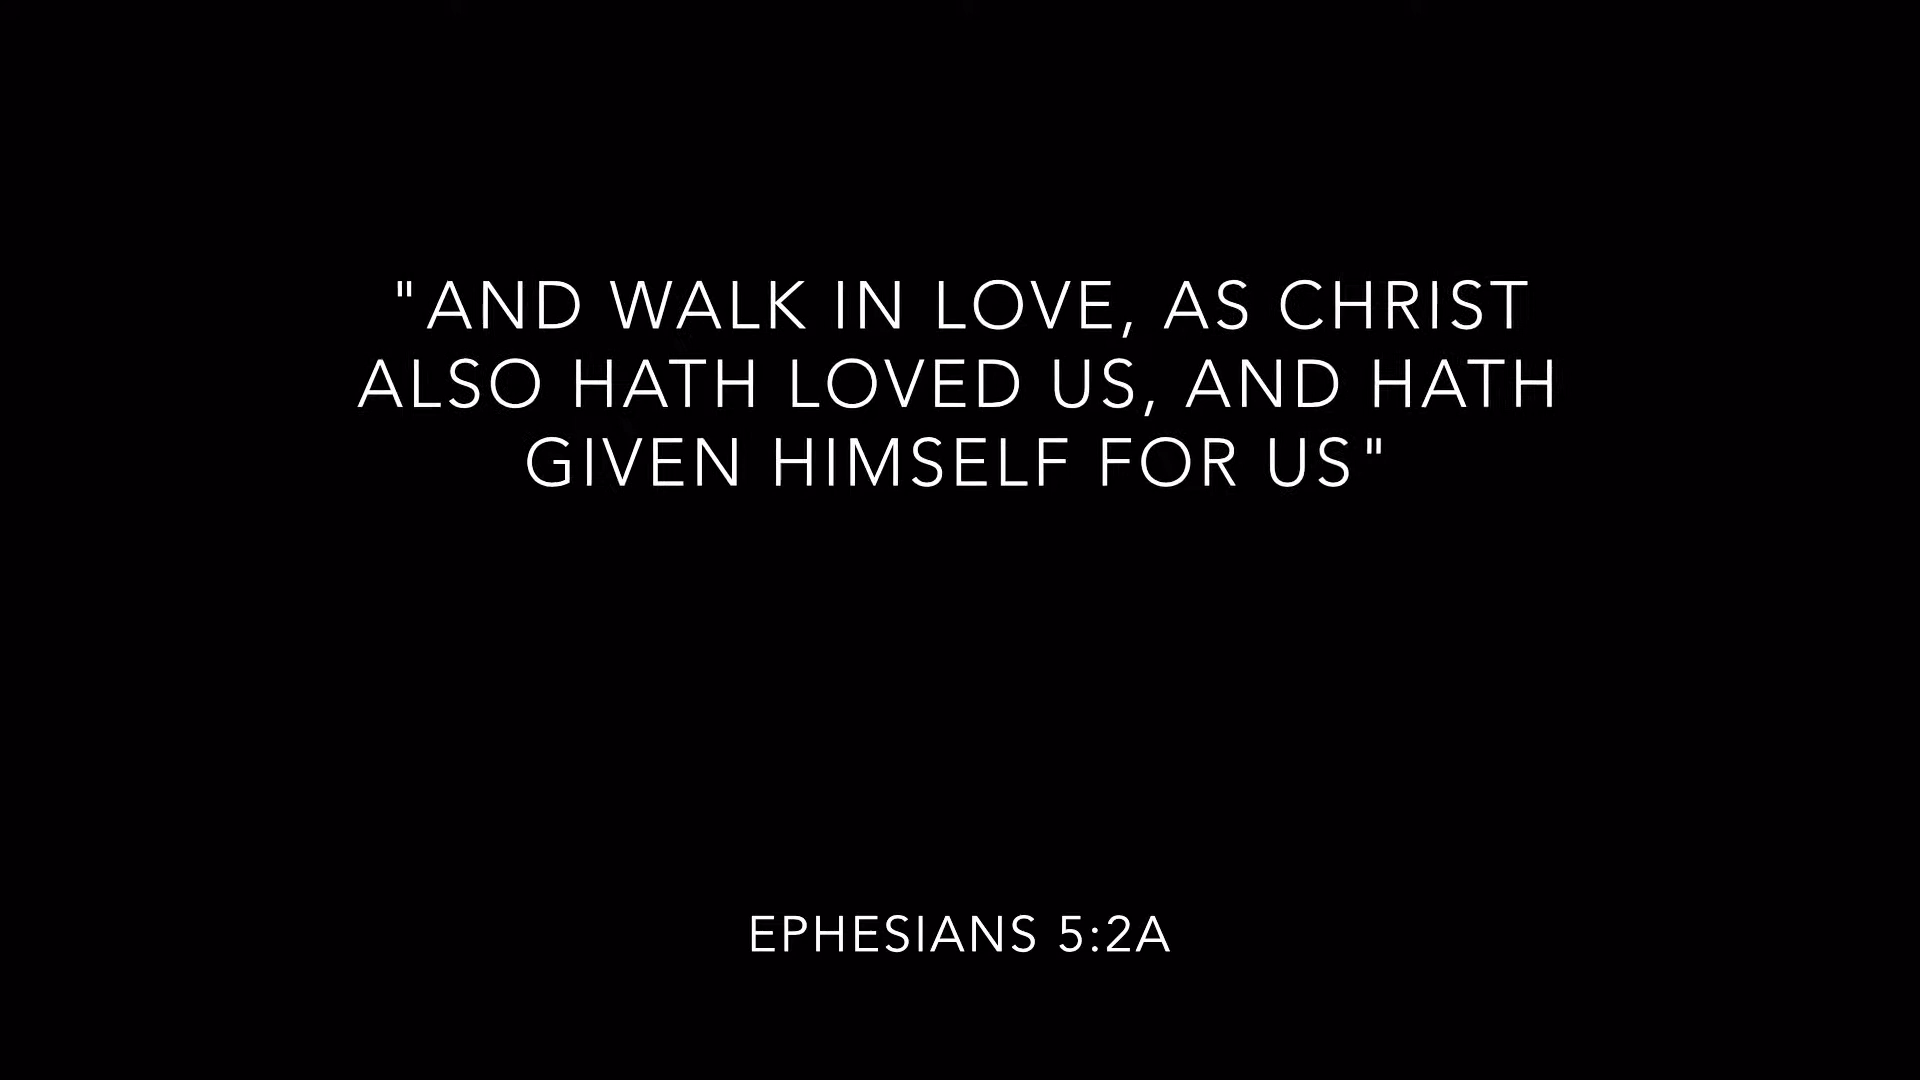 "AND WALK IN LOVE, AS CHRIST
ALSO HATH LOVED US, AND HATH
GIVEN HIMSELF FOR US"
EPHESIANS 5:2A